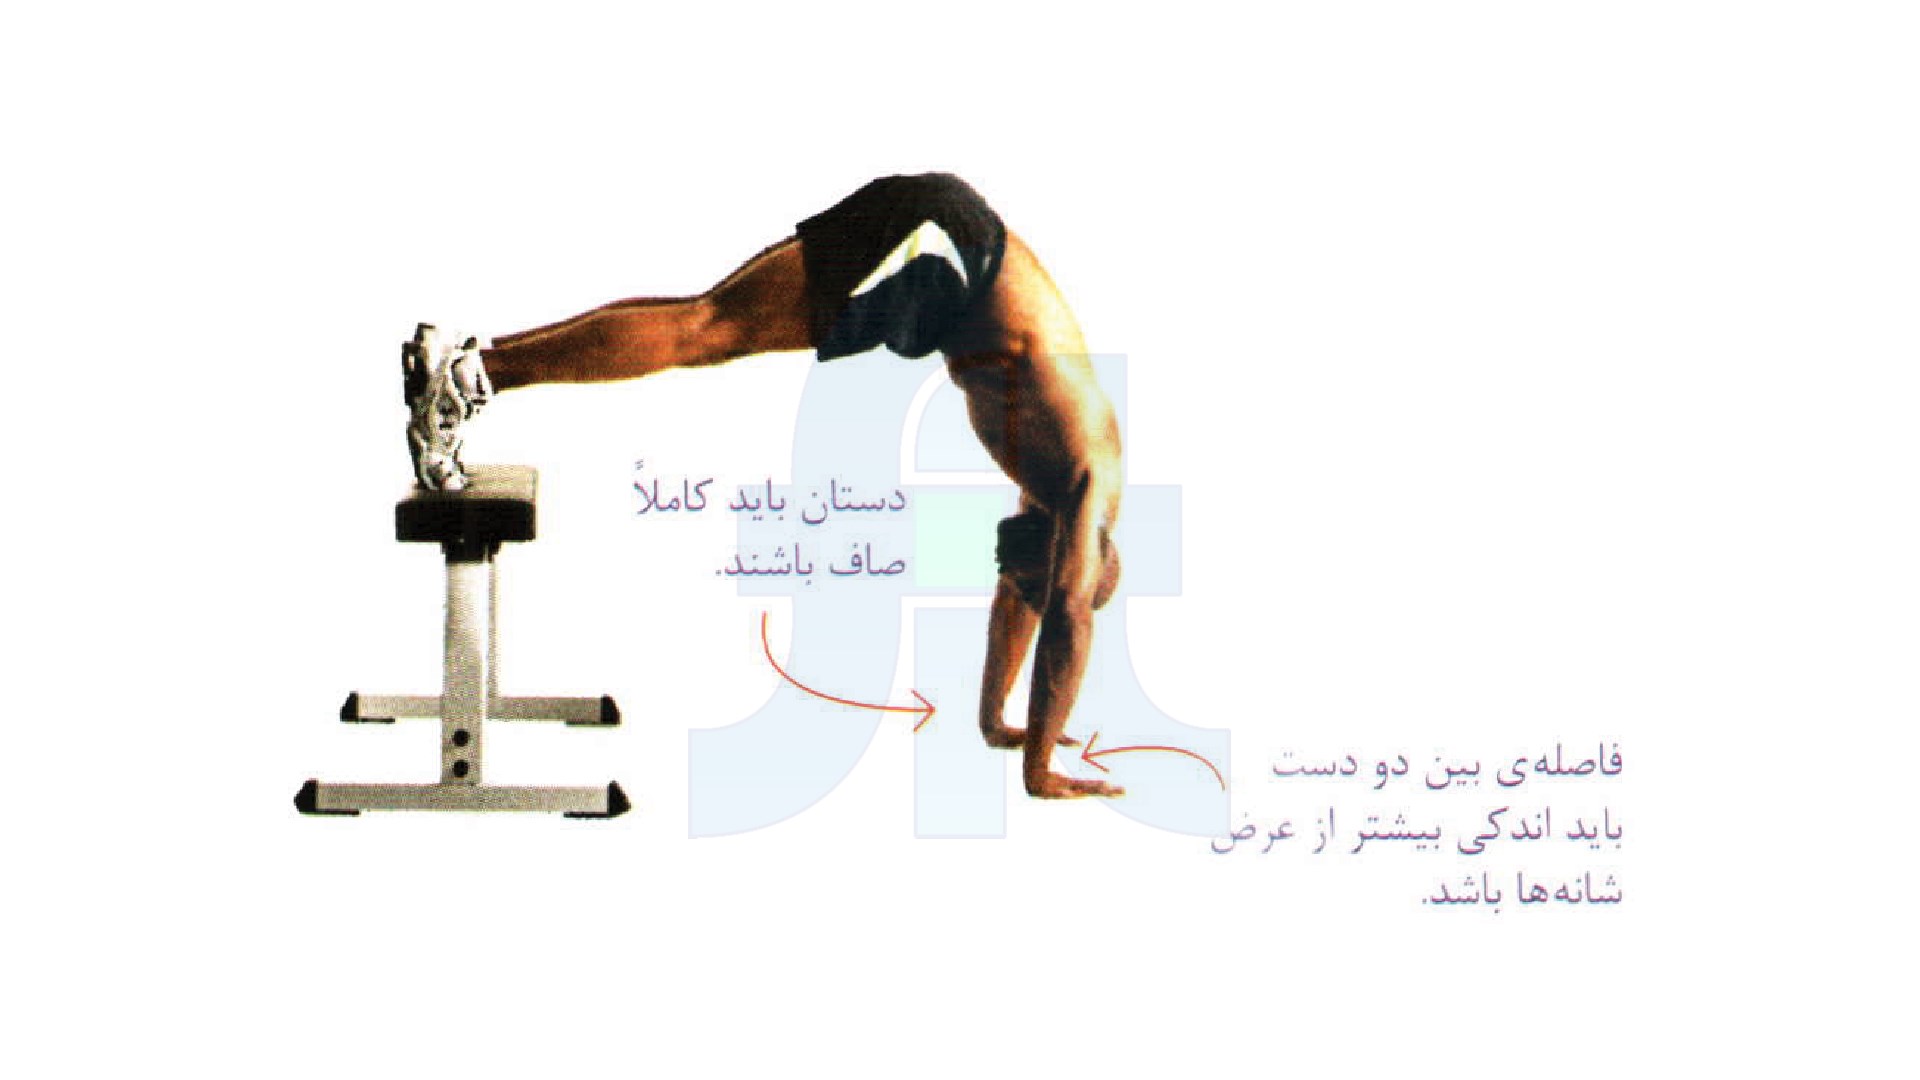 دستان باید کاملاً
صاف باشند.
فاصله‌ی بین دو دست
باید اندکی بیشتر از عرض
شانه‌ها باشد.